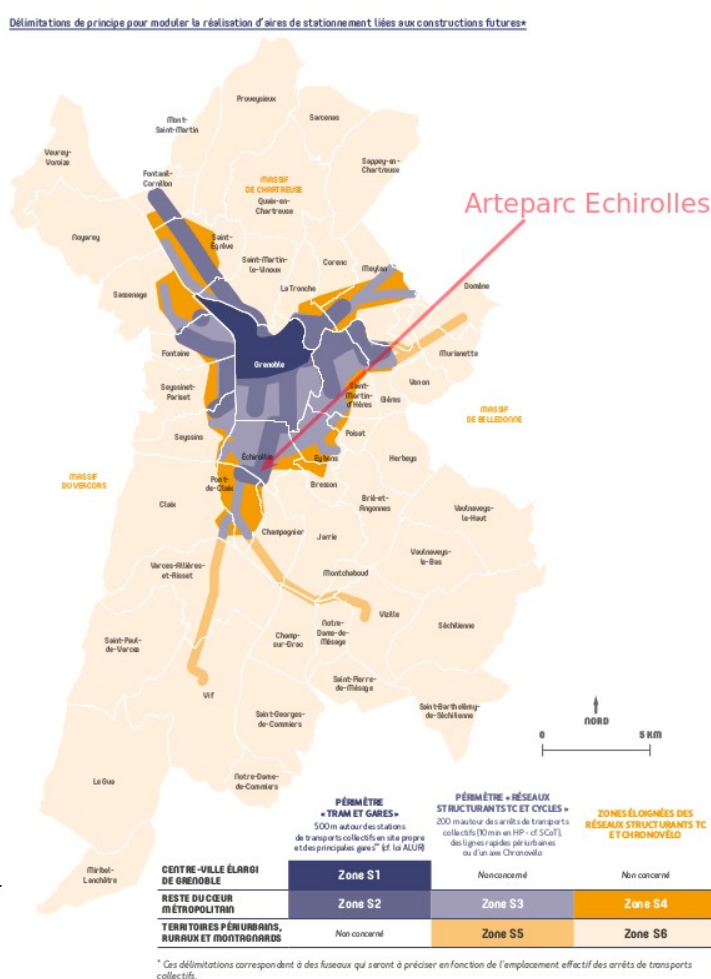 Délimitations de principe pour moduler la réalisation d'aires de stationnement liées aux constructions futures*
Proveysieux
Sarcenas
Mont-
Saint-Martin
Veurey-
Voroize
Sappey-en-
Chartreuse
Fontanil-
Cornillon
MASSIF
DE CHARTREUSE
Quaix-en-
Chartreuse
Arteparc Echirolles
Noyarey
Saint-
Égrève
Saint-Martin-
le-Vinoux
Corenc
Meylan
La Tronche
Domène
Sassenage
Murianette
Fontaine
Grenoble
Venon
Seyssinet-
Pariset
Saint-
Martin-
d'Hères
Gières
MASSIF
DE BELLEDONNE
Seyssins
Poisat
Échirolles
Eybens
Herbeys
MASSIF
DU VERCORS
Pont-
de-Claix
Bresson
Claix
Brié-et-
Angonnes
Vaulnaveys-
le-Haut
Champagnier
Jarrie
Vaulnaveys-
le-Bas
Varces-Allières-
et-Risset
Montchaboud
Vizille
Séchilienne
Saint-Paul-
de-Varces
Champ-
sur-Drac
Notre-
Dame-de-
Mésage
Saint-Pierre-
de-Mésage
Vif
Saint-Barthélémy-
de-Séchilienne
Saint-Georges-
de-Commiers
NORD
0
5 KM
Le Gua
Notre-Dame-
de-Commiers
Miribel-
Lanchâtre
PÉRIMÈTRE
« TRAM ET GARES »
500 m autour des stations
de transports collectifs en site propre
et des principales gares** (cf. loi ALUR)
PÉRIMÈTRE « RÉSEAUX
STRUCTURANTS TC ET CYCLES »
200 m autour des arrêts de transports
collectifs (10 min en HP - cf. SCoT),
des lignes rapides périurbaines
ou d'un axe Chronovélo
ZONES ÉLOIGNÉES DES
RÉSEAUX STRUCTURANTS TC
ET CHRONOVÉLO
CENTRE-VILLE ÉLARGI
DE GRENOBLE
Zone S1
Non concerné
Non concerné
RESTE DU CŒUR
MÉTROPOLITAIN
Zone S2
Zone S3
Zone S4
TERRITOIRES PÉRIURBAINS,
RURAUX ET MONTAGNARDS
Non concerné
Zone S5
Zone S6
* Ces délimitations correspondent à des fuseaux qui seront à préciser en fonction de l'emplacement effectif des arrêts de transports
collectifs.